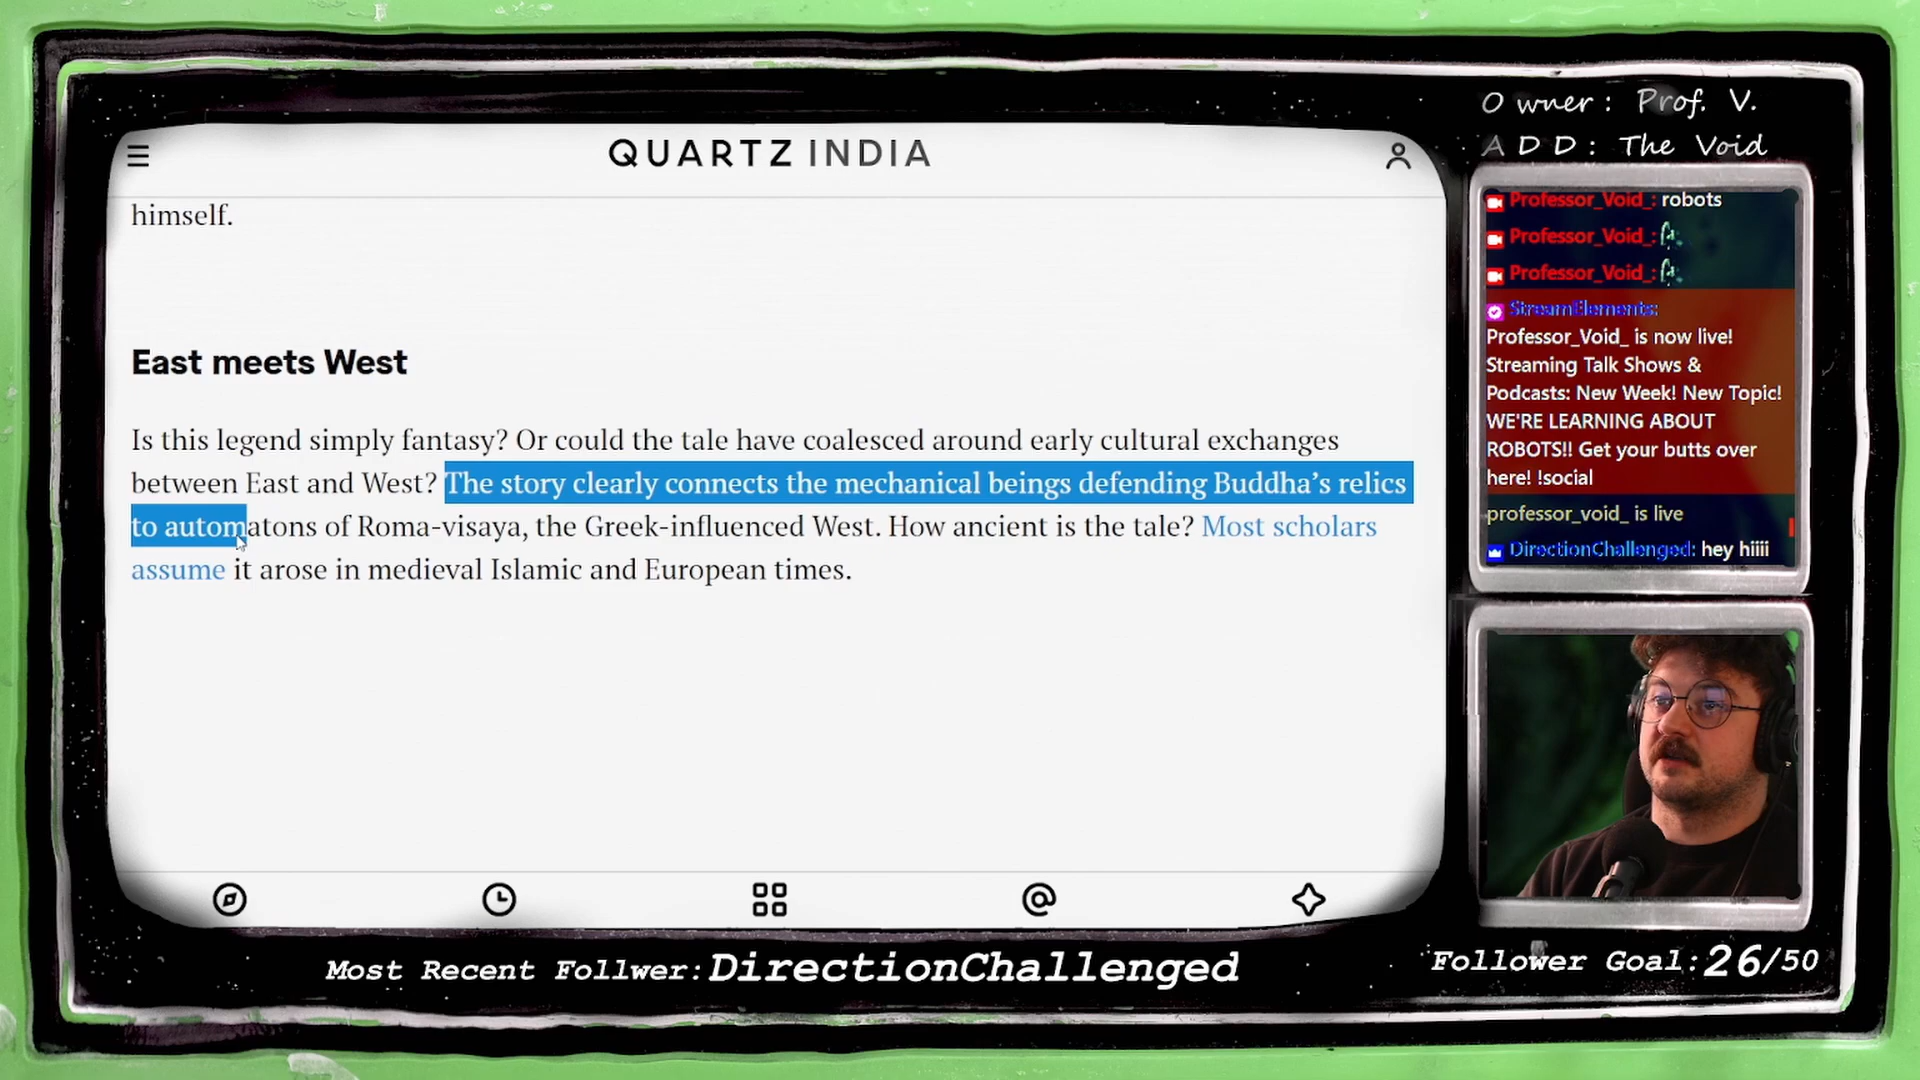 Owner: Prof. V.
ADD: The Void
QUARTZ INDIA
himself.
East meets West
Is this legend simply fantasy? Or could the tale have coalesced around early cultural exchanges
between East and West? The story clearly connects the mechanical beings defending Buddha’s relics
to automatons of Roma-visaya, the Greek-influenced West. How ancient is the tale? Most scholars
assume it arose in medieval Islamic and European times.
Professor_Void_: robots
Professor_Void_:
Professor_Void_:
StreamElements:
Professor_Void_ is now live!
Streaming Talk Shows &
Podcasts: New Week! New Topic!
WE'RE LEARNING ABOUT
ROBOTS!! Get your butts over
here! !social
professor_void_ is live
DirectionChallenged: hey hiiii
Most Recent Follwer: DirectionChallenged
Follower Goal: 26/50